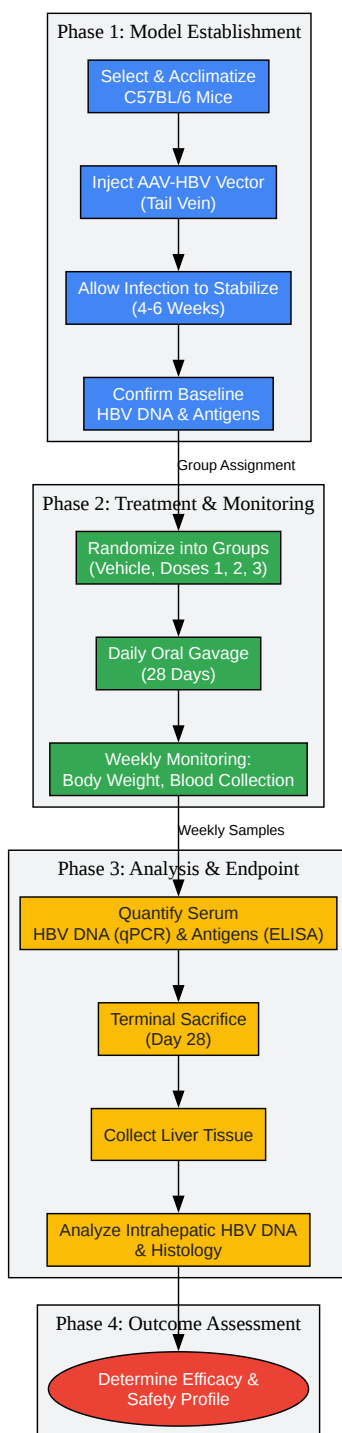 Phase 1: Model Establishment
Select & Acclimatize
C57BL/6 Mice
Inject AAV-HBV Vector
(Tail Vein)
Allow Infection to Stabilize
(4-6 Weeks)
Confirm Baseline
HBV DNA & Antigens
Group Assignment
Phase 2: Treatment & Monitoring
Randomize into Groups
(Vehicle, Doses 1, 2, 3)
Daily Oral Gavage
(28 Days)
Weekly Monitoring:
Body Weight, Blood Collection
Weekly Samples
Phase 3: Analysis & Endpoint
Quantify Serum
HBV DNA (qPCR) & Antigens (ELISA)
Terminal Sacrifice
(Day 28)
Collect Liver Tissue
Analyze Intrahepatic HBV DNA
& Histology
Phase 4: Outcome Assessment
Determine Efficacy &
Safety Profile